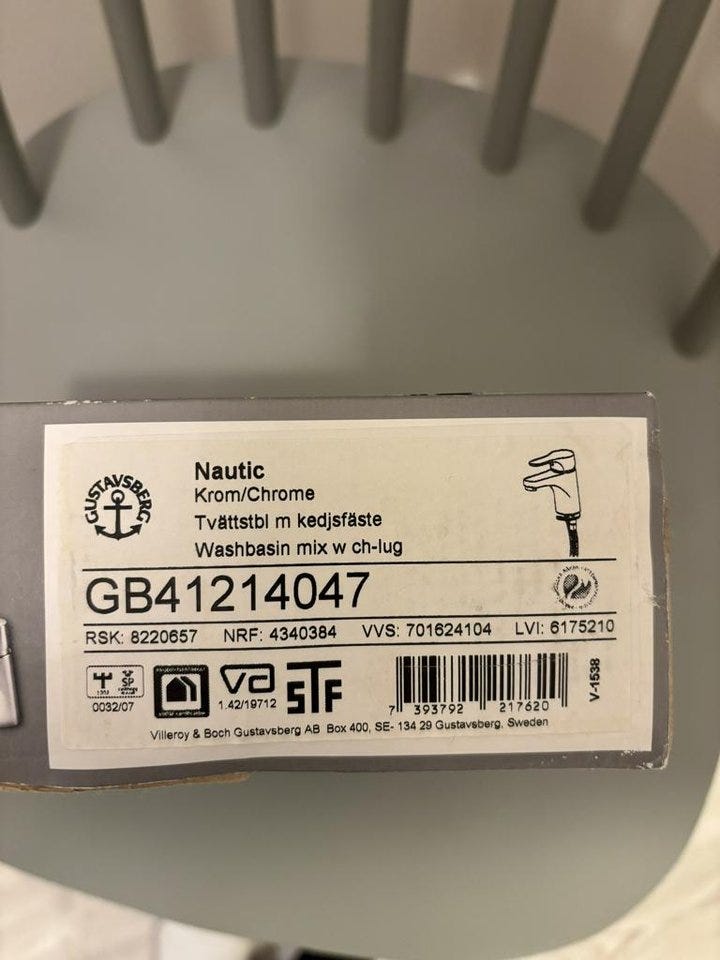 GUSTAVSBERG
Nautic
Krom/Chrome
Tvättstbl m kedjsfäste
Washbasin mix w ch-lug
GB41214047
RSK: 8220657 NRF: 4340384 VVS: 701624104 LVI: 6175210
SP
0032/07
1.42/19712
STF
7 393792 217620
V-1538
Villeroy & Boch Gustavsberg AB Box 400, SE- 134 29 Gustavsberg. Sweden